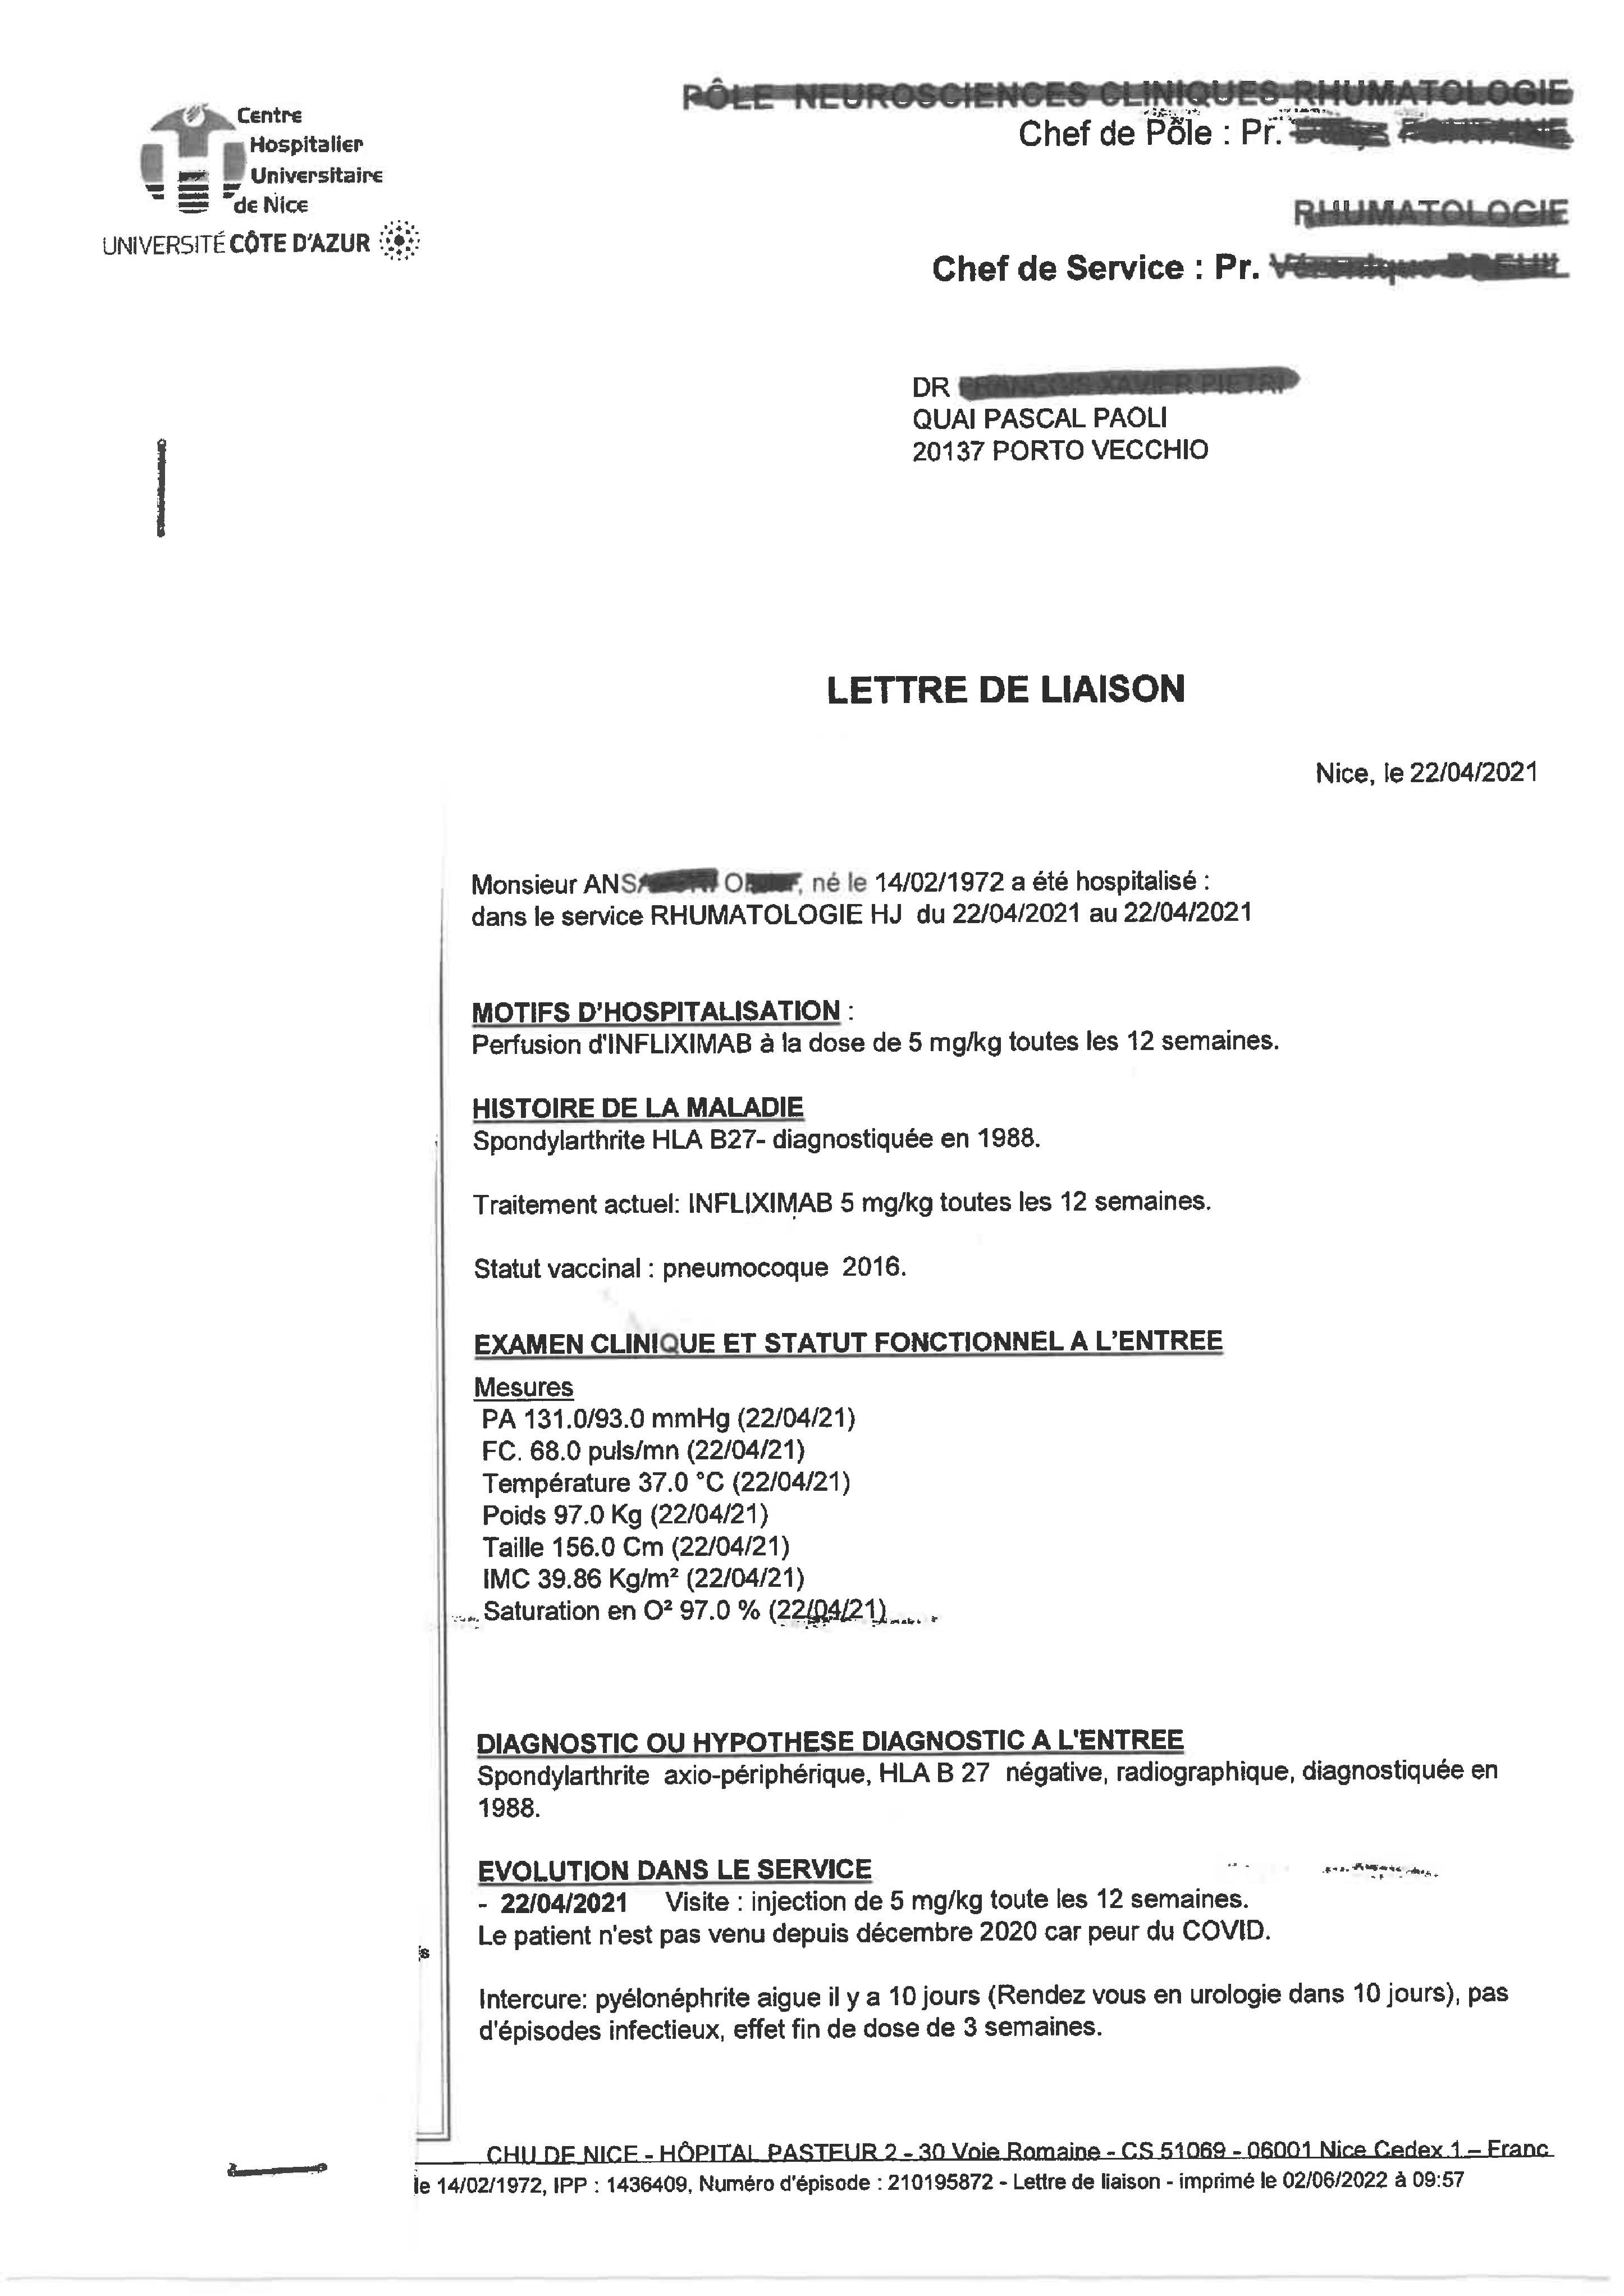 Centre
Hospitalier
Universitaire
de Nice
UNIVERSITÉ CÔTE D'AZUR
PÔLE NEUROSCIENCES CLINIQUES RHUMATOLOGIE
Chef de Pôle : Pr.
RHUMATOLOGIE
Chef de Service : Pr.
DR
QUAI PASCAL PAOLI
20137 PORTO VECCHIO
LETTRE DE LIAISON
Nice, le 22/04/2021
Monsieur né le 14/02/1972 a été hospitalisé :
dans le service RHUMATOLOGIE HJ du 22/04/2021 au 22/04/2021
MOTIFS D'HOSPITALISATION :
Perfusion d'INFLIXIMAB à la dose de 5 mg/kg toutes les 12 semaines.
HISTOIRE DE LA MALADIE
Spondylarthrite HLA B27- diagnostiquée en 1988.
Traitement actuel: INFLIXIMAB 5 mg/kg toutes les 12 semaines.
Statut vaccinal : pneumocoque 2016.
EXAMEN CLINIQUE ET STATUT FONCTIONNEL A L'ENTREE
Mesures
PA 131.0/93.0 mmHg (22/04/21)
FC. 68.0 puls/mn (22/04/21)
Température 37.0 °C (22/04/21)
Poids 97.0 Kg (22/04/21)
Taille 156.0 Cm (22/04/21)
IMC 39.86 Kg/m² (22/04/21)
Saturation en O² 97.0 % (22/04/21)
DIAGNOSTIC OU HYPOTHESE DIAGNOSTIC A L'ENTREE
Spondylarthrite axio-périphérique, HLA B 27 négative, radiographique, diagnostiquée en
1988.
EVOLUTION DANS LE SERVICE
- 22/04/2021 Visite : injection de 5 mg/kg toute les 12 semaines.
Le patient n'est pas venu depuis décembre 2020 car peur du COVID.
Intercure: pyélonéphrite aigue il y a 10 jours (Rendez vous en urologie dans 10 jours), pas
d'épisodes infectieux, effet fin de dose de 3 semaines.
CHU DE NICE - HÔPITAL PASTEUR 2 - 30 Voie Romaine - CS 51069 - 06001 Nice Cedex 1 – Franc
le 14/02/1972, IPP : 1436409, Numéro d'épisode : 210195872 - Lettre de liaison - imprimé le 02/06/2022 à 09:57